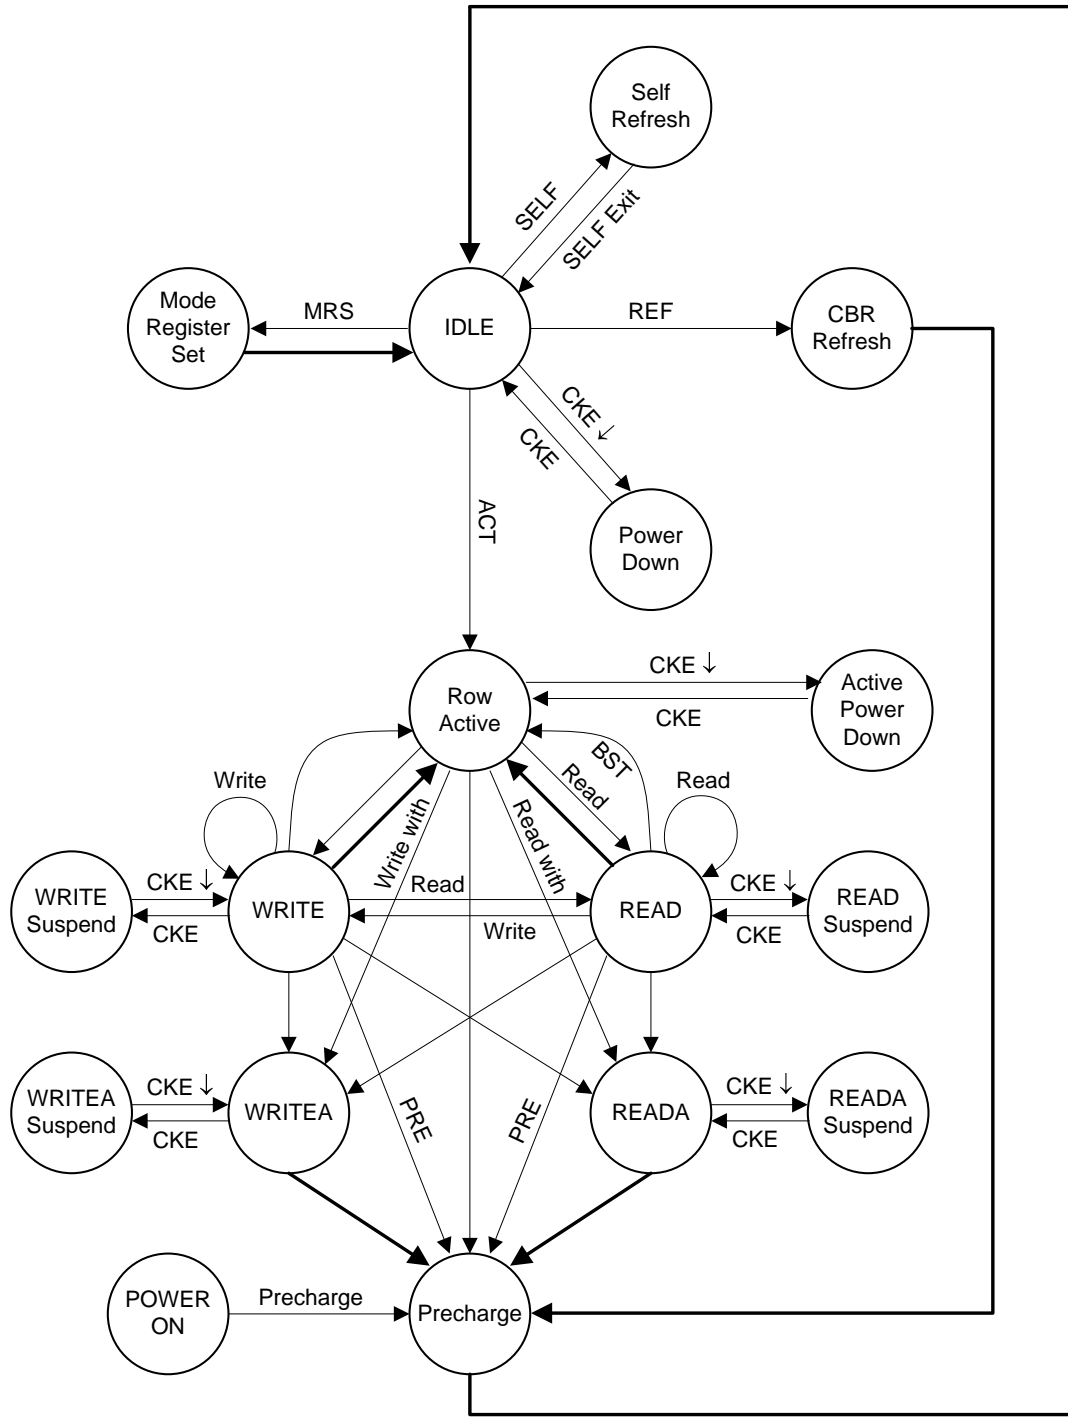 Self
Refresh
SELF
SELF Exit
Mode
Register
Set
MRS
IDLE
REF
CBR
Refresh
CKE ↓
CKE
ACT
Power
Down
Row
Active
CKE ↓
CKE
Active
Power
Down
BST
Read
Write
Read
Write with
Read with
WRITE
Suspend
CKE ↓
CKE
WRITE
Read
Write
READ
CKE ↓
CKE
READ
Suspend
WRITEA
Suspend
CKE ↓
CKE
WRITEA
PRE
PRE
READA
CKE ↓
CKE
READA
Suspend
POWER
ON
Precharge
Precharge